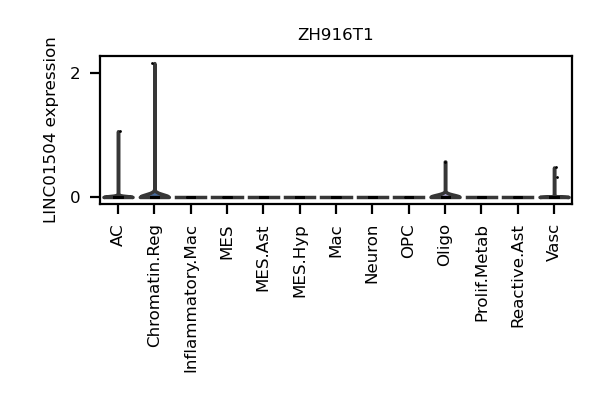 ZH916T1
LINC01504 expression
2
0
AC
Chromatin.Reg
Inflammatory.Mac
MES
MES.Ast
MES.Hyp
Mac
Neuron
OPC
Oligo
Prolif.Metab
Reactive.Ast
Vasc